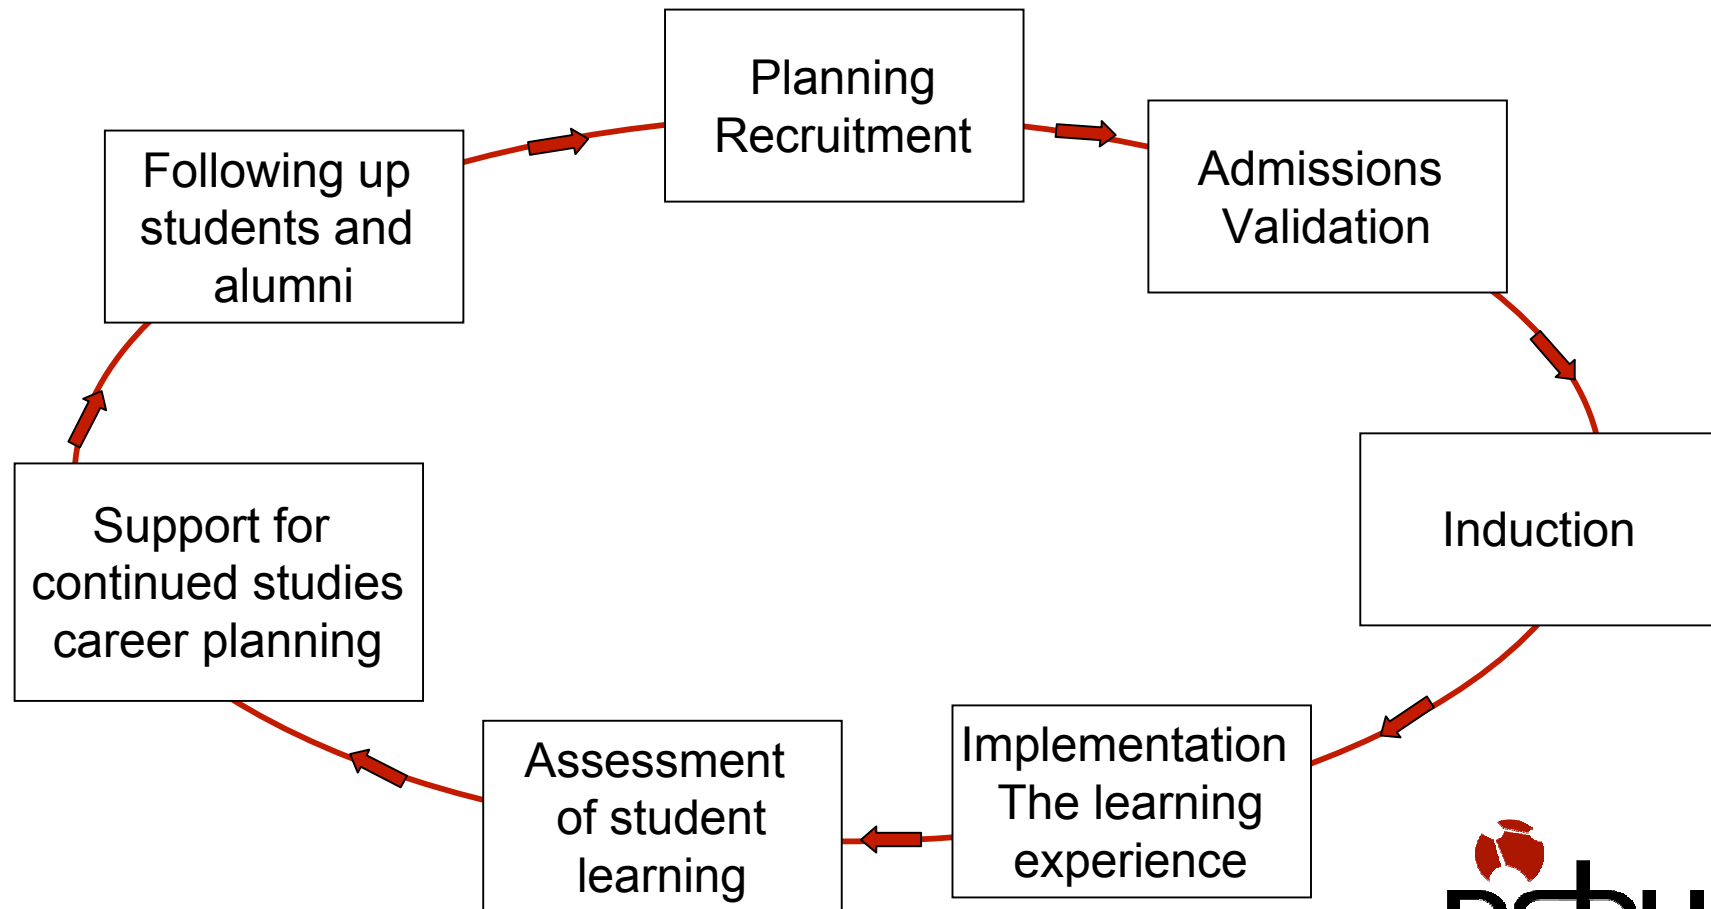 Planning
Recruitment
Admissions
Validation
Induction
Implementation
The learning
experience
Assessment
of student
learning
Support for
continued studies
career planning
Following up
students and
alumni